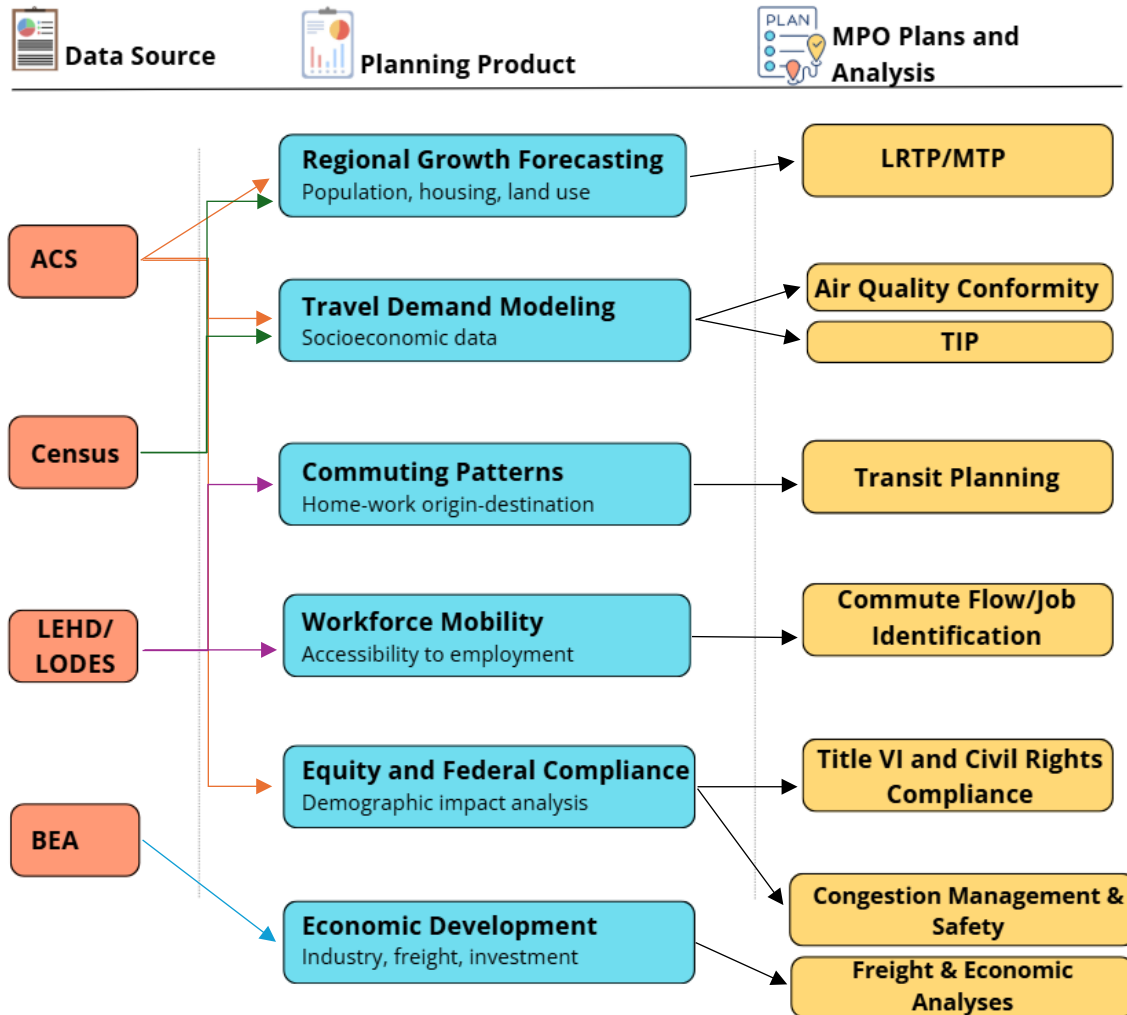 Data Source
Planning Product
PLAN
MPO Plans and
Analysis
ACS
Census
LEHD/
LODES
BEA
Regional Growth Forecasting
Population, housing, land use
Travel Demand Modeling
Socioeconomic data
Commuting Patterns
Home-work origin-destination
Workforce Mobility
Accessibility to employment
Equity and Federal Compliance
Demographic impact analysis
Economic Development
Industry, freight, investment
LRTP/MTP
Air Quality Conformity
TIP
Transit Planning
Commute Flow/Job
Identification
Title VI and Civil Rights
Compliance
Congestion Management &
Safety
Freight & Economic
Analyses